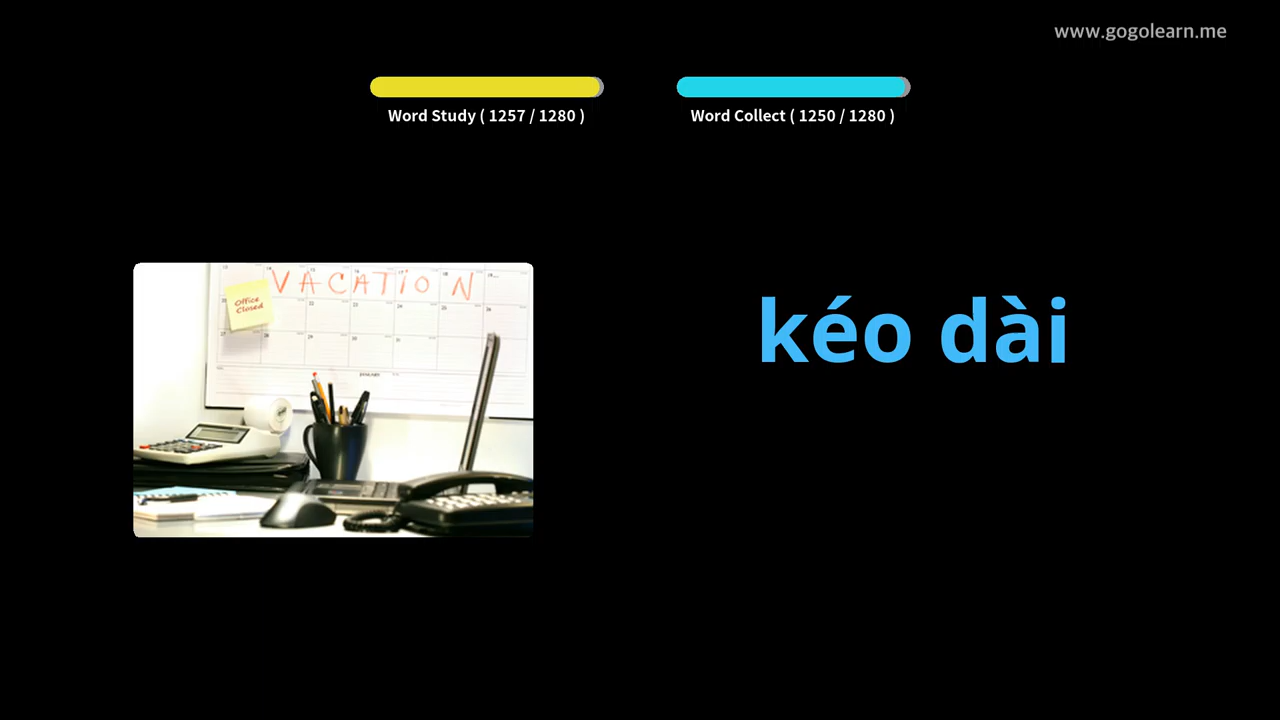 www.gogolearn.me
Word Study ( 1257 / 1280 )
Word Collect ( 1250 / 1280 )
VACATION
Office
Closed
kéo dài